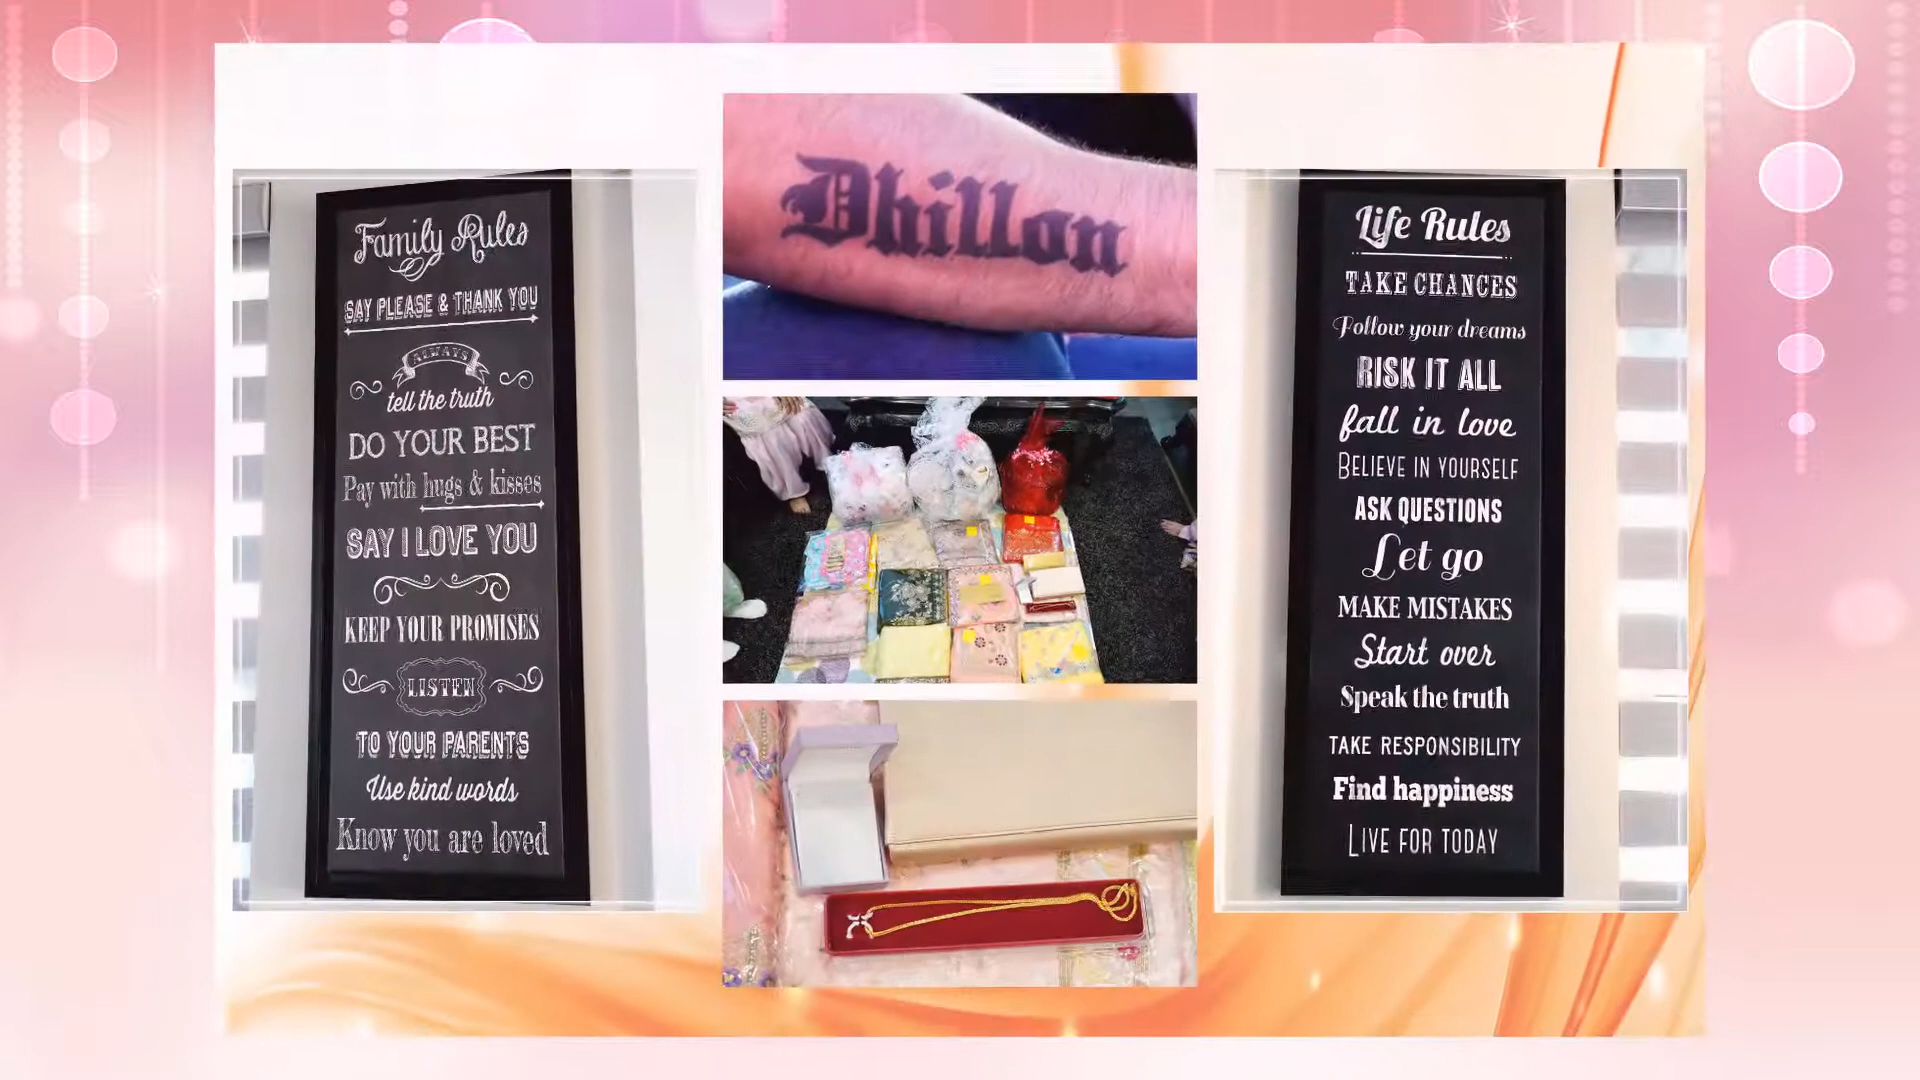 Family Rules
SAY PLEASE & THANK YOU
ALWAYS
tell the truth
DO YOUR BEST
Pay with hugs & kisses
SAY I LOVE YOU
KEEP YOUR PROMISES
LISTEN
TO YOUR PARENTS
Use kind words
Know you are loved
Dhillon
Life Rules
TAKE CHANCES
Follow your dreams
RISK IT ALL
fall in love
BELIEVE IN YOURSELF
ASK QUESTIONS
Let go
MAKE MISTAKES
Start over
Speak the truth
TAKE RESPONSIBILITY
Find happiness
LIVE FOR TODAY